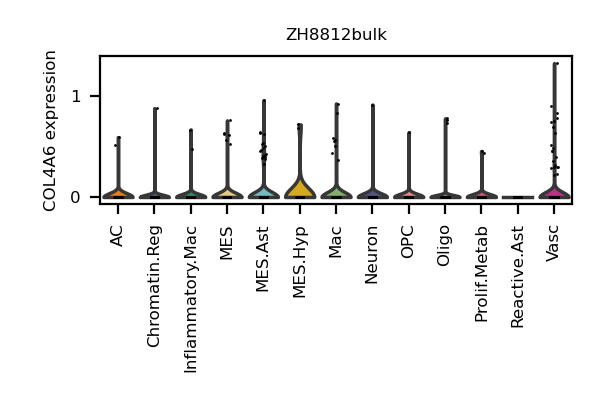 ZH8812bulk
COL4A6 expression
1
0
AC
Chromatin.Reg
Inflammatory.Mac
MES
MES.Ast
MES.Hyp
Mac
Neuron
OPC
Oligo
Prolif.Metab
Reactive.Ast
Vasc